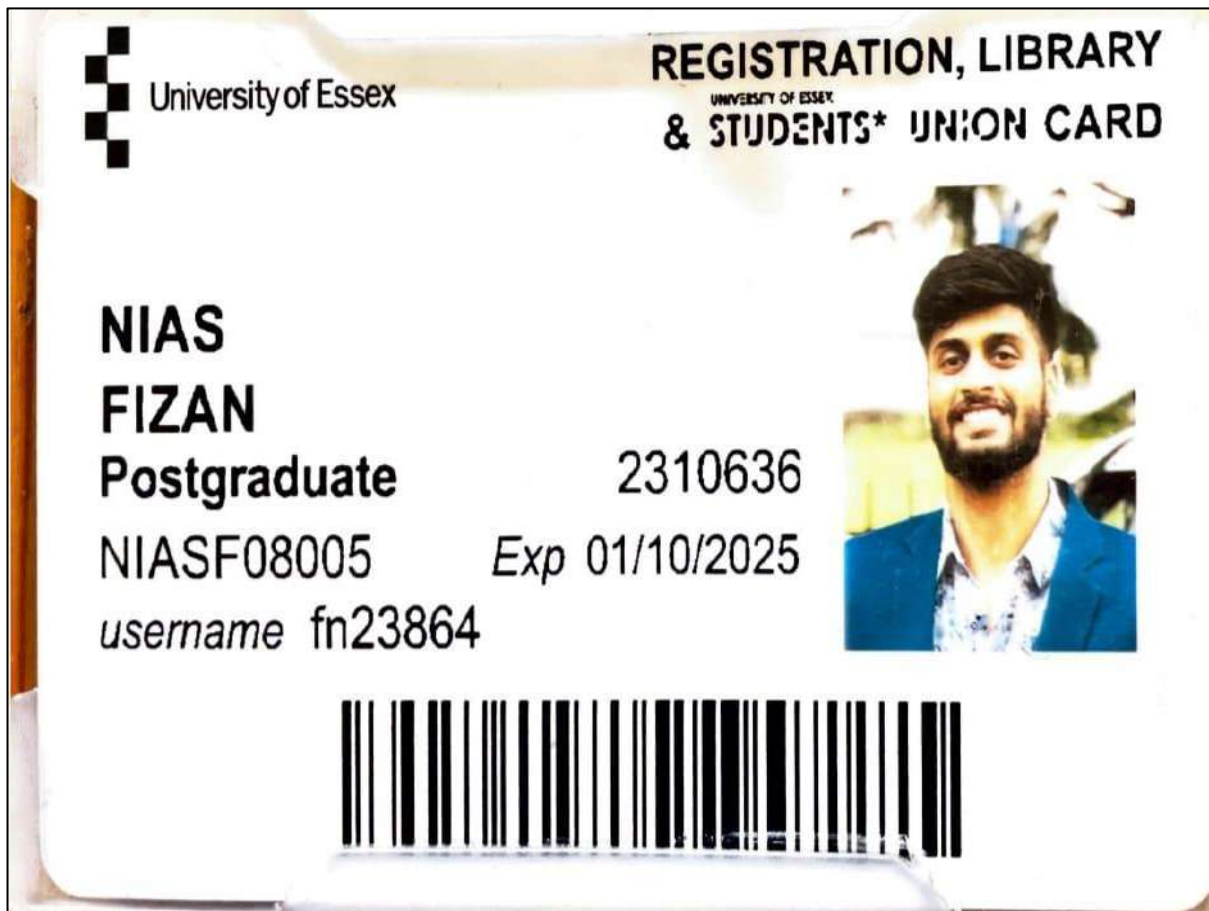 University of Essex
REGISTRATION, LIBRARY
UNIVERSITY OF ESSEX
& STUDENTS* UNION CARD
NIAS
FIZAN
Postgraduate 2310636
NIASF08005 Exp 01/10/2025
username fn23864